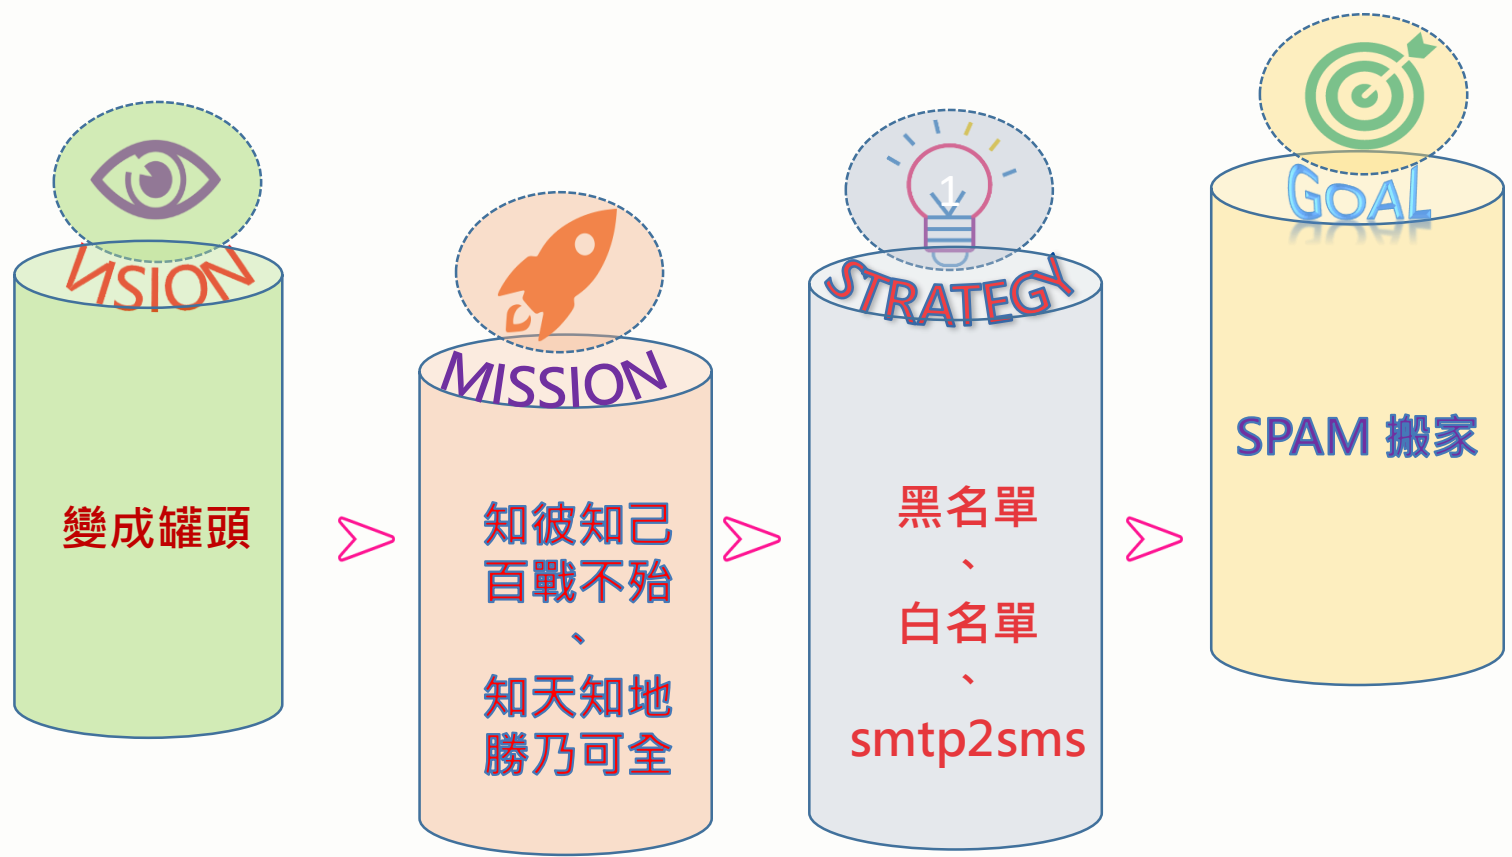 VISION
變成罐頭
MISSION
知彼知己
百戰不殆
、
知天知地
勝乃可全
1
STRATEGY
黑名單
、
白名單
、
smtp2sms
GOAL
SPAM 搬家